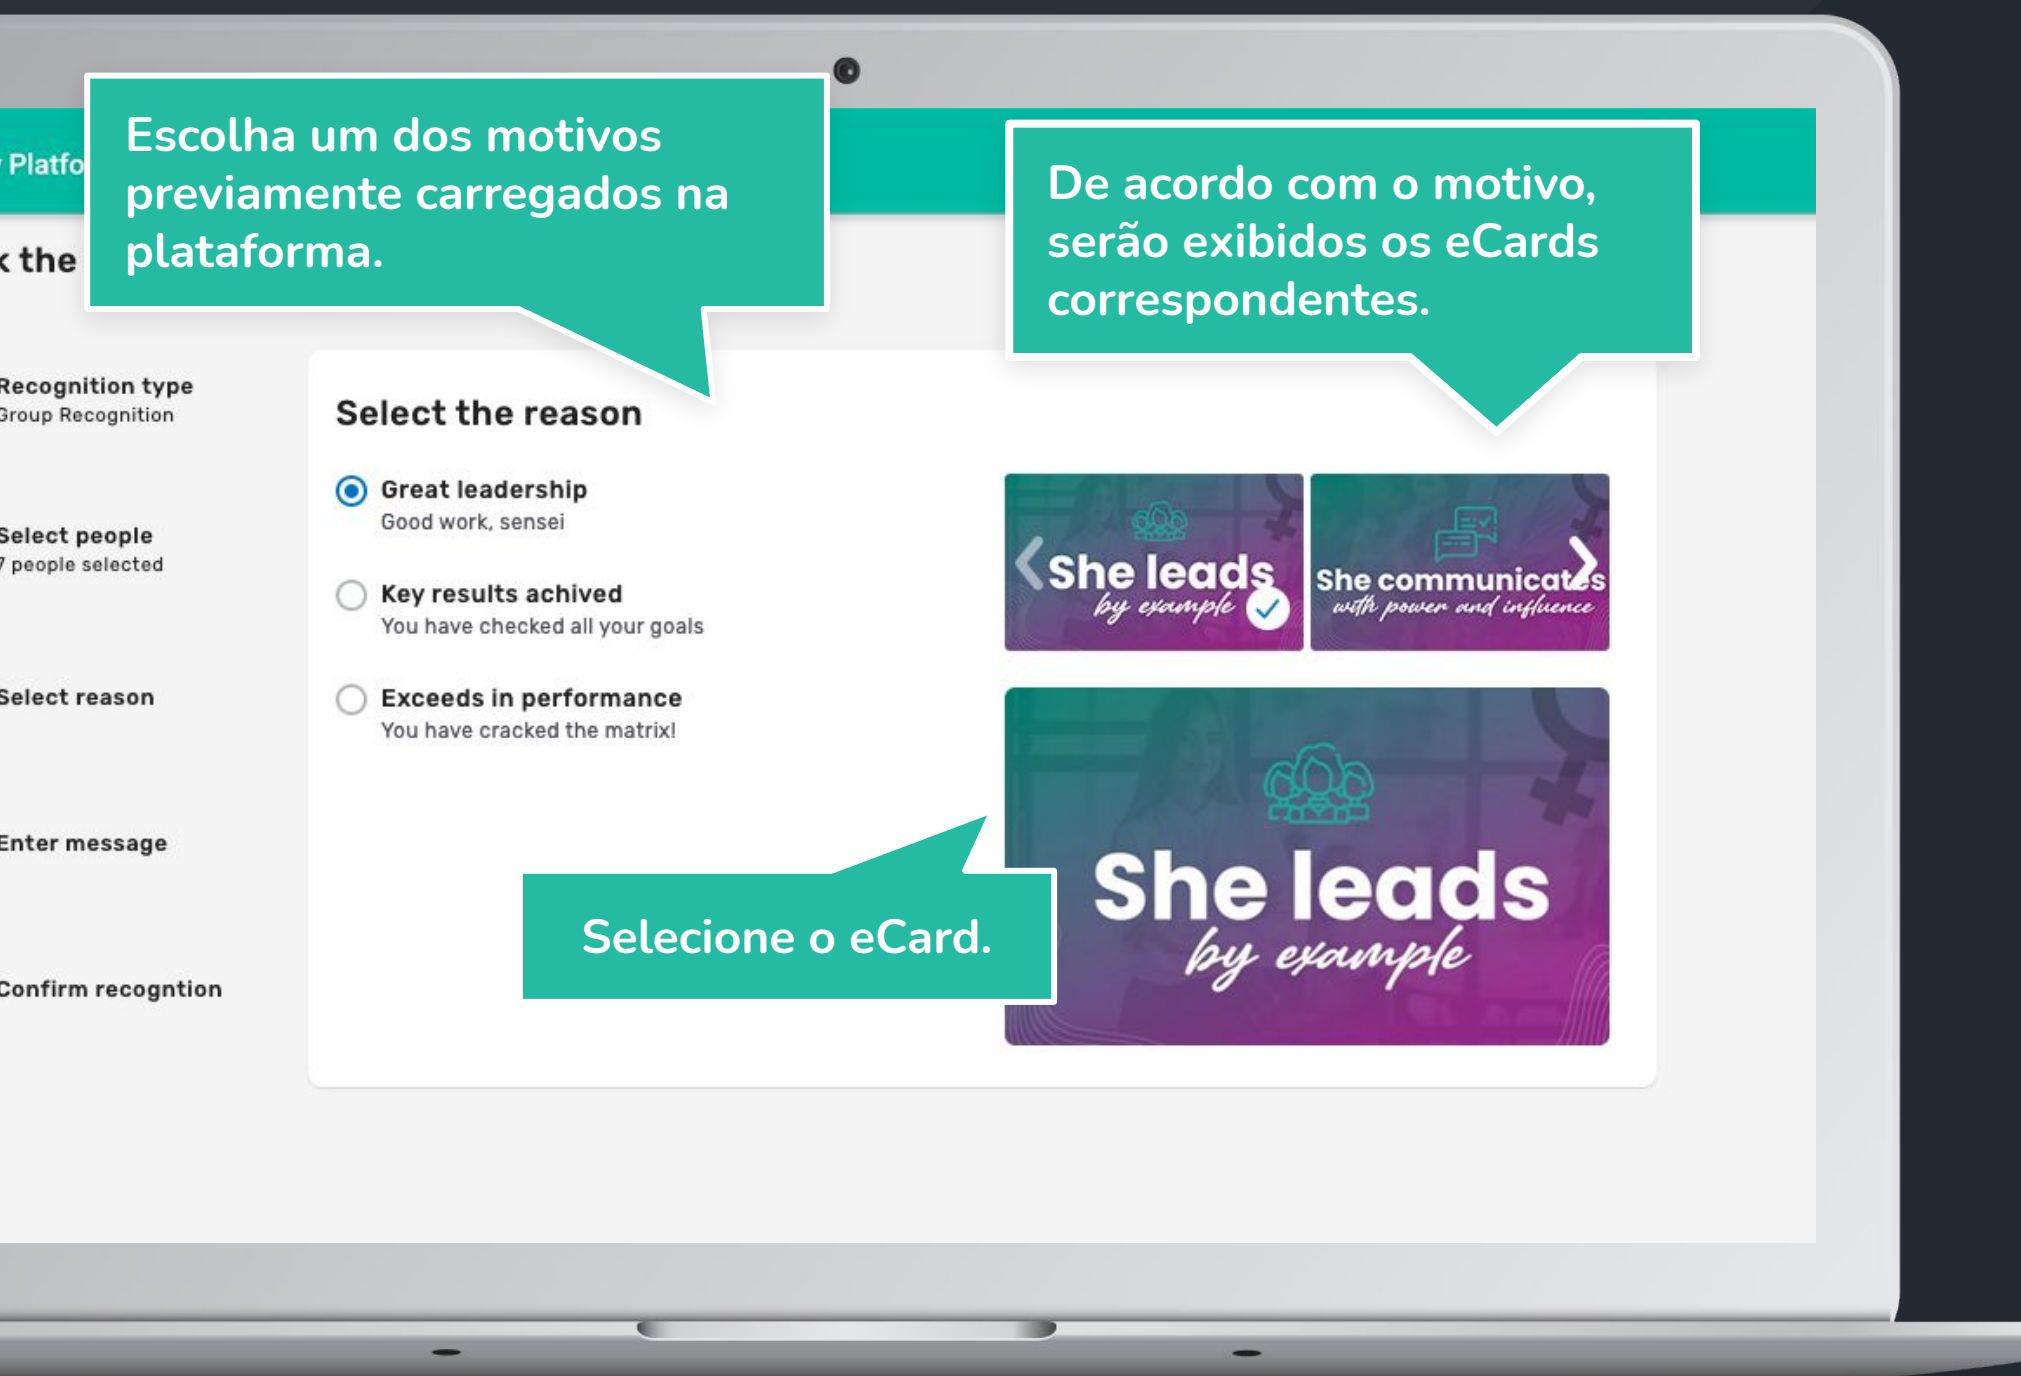 Escolha um dos motivos
previamente carregados na
plataforma.
De acordo com o motivo,
serão exibidos os eCards
correspondentes.
the
Recognition type
Group Recognition
Select people
7 people selected
Select reason
Enter message
Confirm recogntion
Select the reason
Great leadership
Good work, sensei
Key results achived
You have checked all your goals
Exceeds in performance
You have cracked the matrix!
She leads
by example
She communicates
with power and influence
She leads
by example
Selecione o eCard.